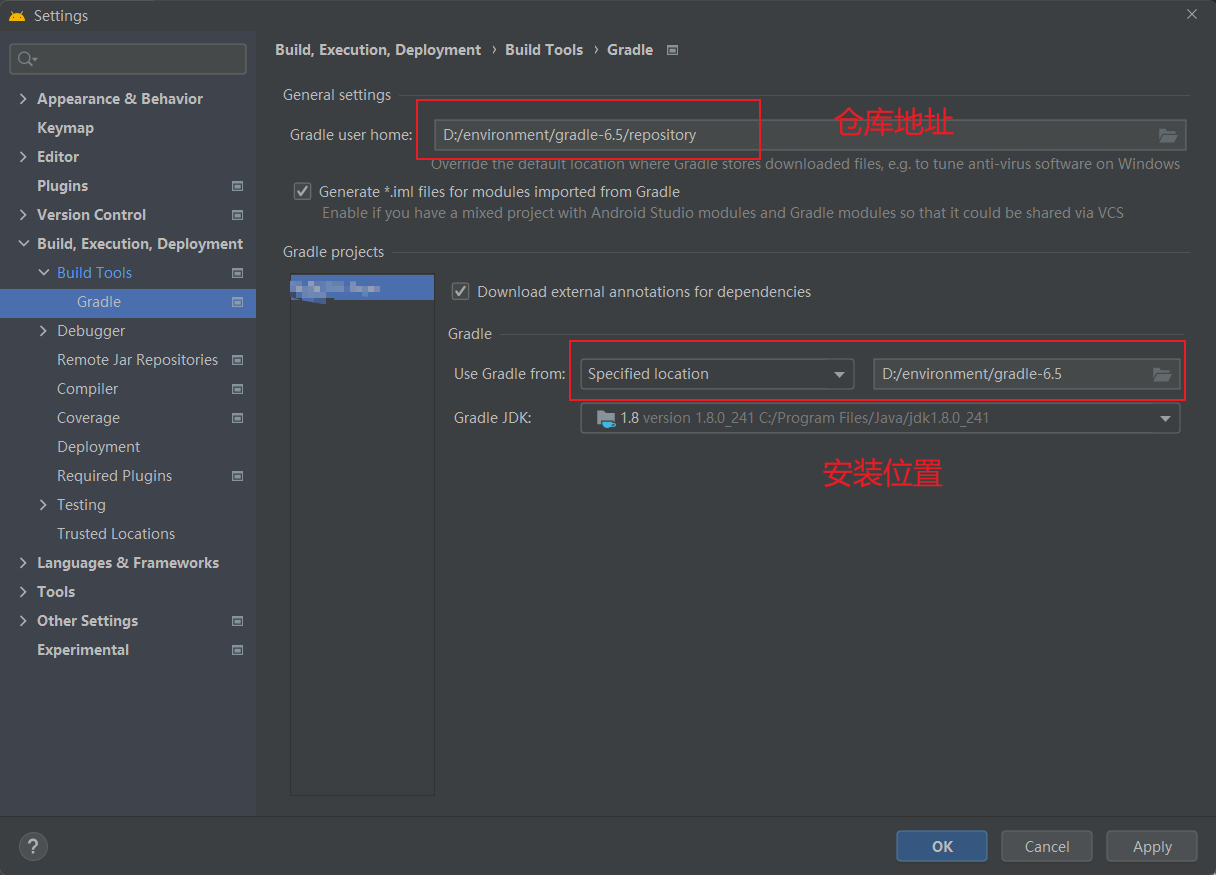 Settings
Build, Execution, Deployment › Build Tools › Gradle
Appearance & Behavior
Keymap
Editor
Plugins
Version Control
Build, Execution, Deployment
Build Tools
Gradle
Debugger
Remote Jar Repositories
Compiler
Coverage
Deployment
Required Plugins
Testing
Trusted Locations
Languages & Frameworks
Tools
Other Settings
Experimental
General settings
仓库地址
Gradle user home: D:/environment/gradle-6.5/repository
Override the default location where Gradle stores downloaded files, e.g. to tune anti-virus software on Windows
Generate *.iml files for modules imported from Gradle
Enable if you have a mixed project with Android Studio modules and Gradle modules so that it could be shared via VCS
Gradle projects
Download external annotations for dependencies
Gradle
Use Gradle from: Specified location D:/environment/gradle-6.5
Gradle JDK: 1.8 version 1.8.0_241 C:/Program Files/Java/jdk1.8.0_241
安装位置
? OK Cancel Apply